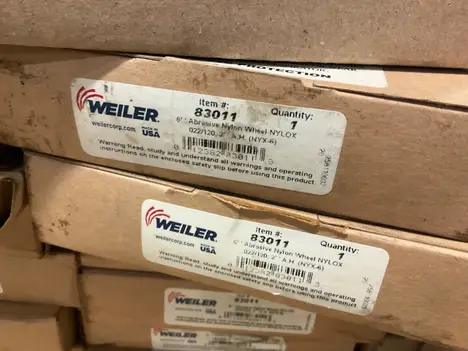 PROTECTION
WEILER
weilercorp.com
MADE IN
USA
Item #:
83011
Quantity:
1
6" Abrasive Nylon Wheel NYLOX
022/120, 2" A.H. (NYX-6)
Warning Read, study and understand all warnings and operating
instructions on the enclosed safety slip before using this product
WEILER
weilercorp.com
MADE IN
USA
Item #:
83011
Quantity:
1
6" Abrasive Nylon Wheel NYLOX
022/120, 2" A.H. (NYX-6)
Warning Read, study and understand all warnings and operating
instructions on the enclosed safety slip before using this product
WEILER
83011
WEILER